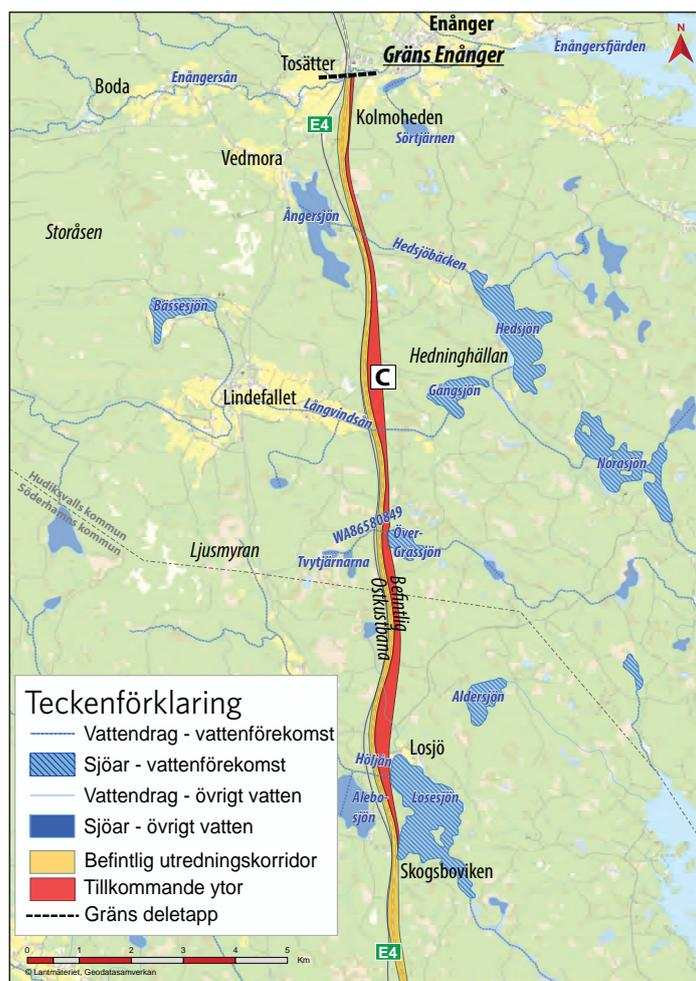 Enånger
N
Gräns Enånger
Enångersfjärden
Tosätter
Enångersån
Boda
Kolmoheden
E4
Sörtjärnen
Vedmora
Ångersjön
Storåsen
Hedsjöbäcken
Bässesjön
Hedsjön
Hedninghällan
C
Gångsjön
Lindefallet
Långvindsån
Norasjön
Hudiksvalls kommun
Söderhamns kommun
WA86580849
Över-
Grassjön
Ljusmyran
Tvytjärnarna
Befintlig
Ostkustbana
Aldersjön
Losjö
Höljån
Alebo-
sjön
Losesjön
Skogsboviken
E4
Teckenförklaring
Vattendrag - vattenförekomst
Sjöar - vattenförekomst
Vattendrag - övrigt vatten
Sjöar - övrigt vatten
Befintlig utredningskorridor
Tillkommande ytor
Gräns deletapp
0 1 2 3 4 5
Km
© Lantmäteriet, Geodatasamverkan